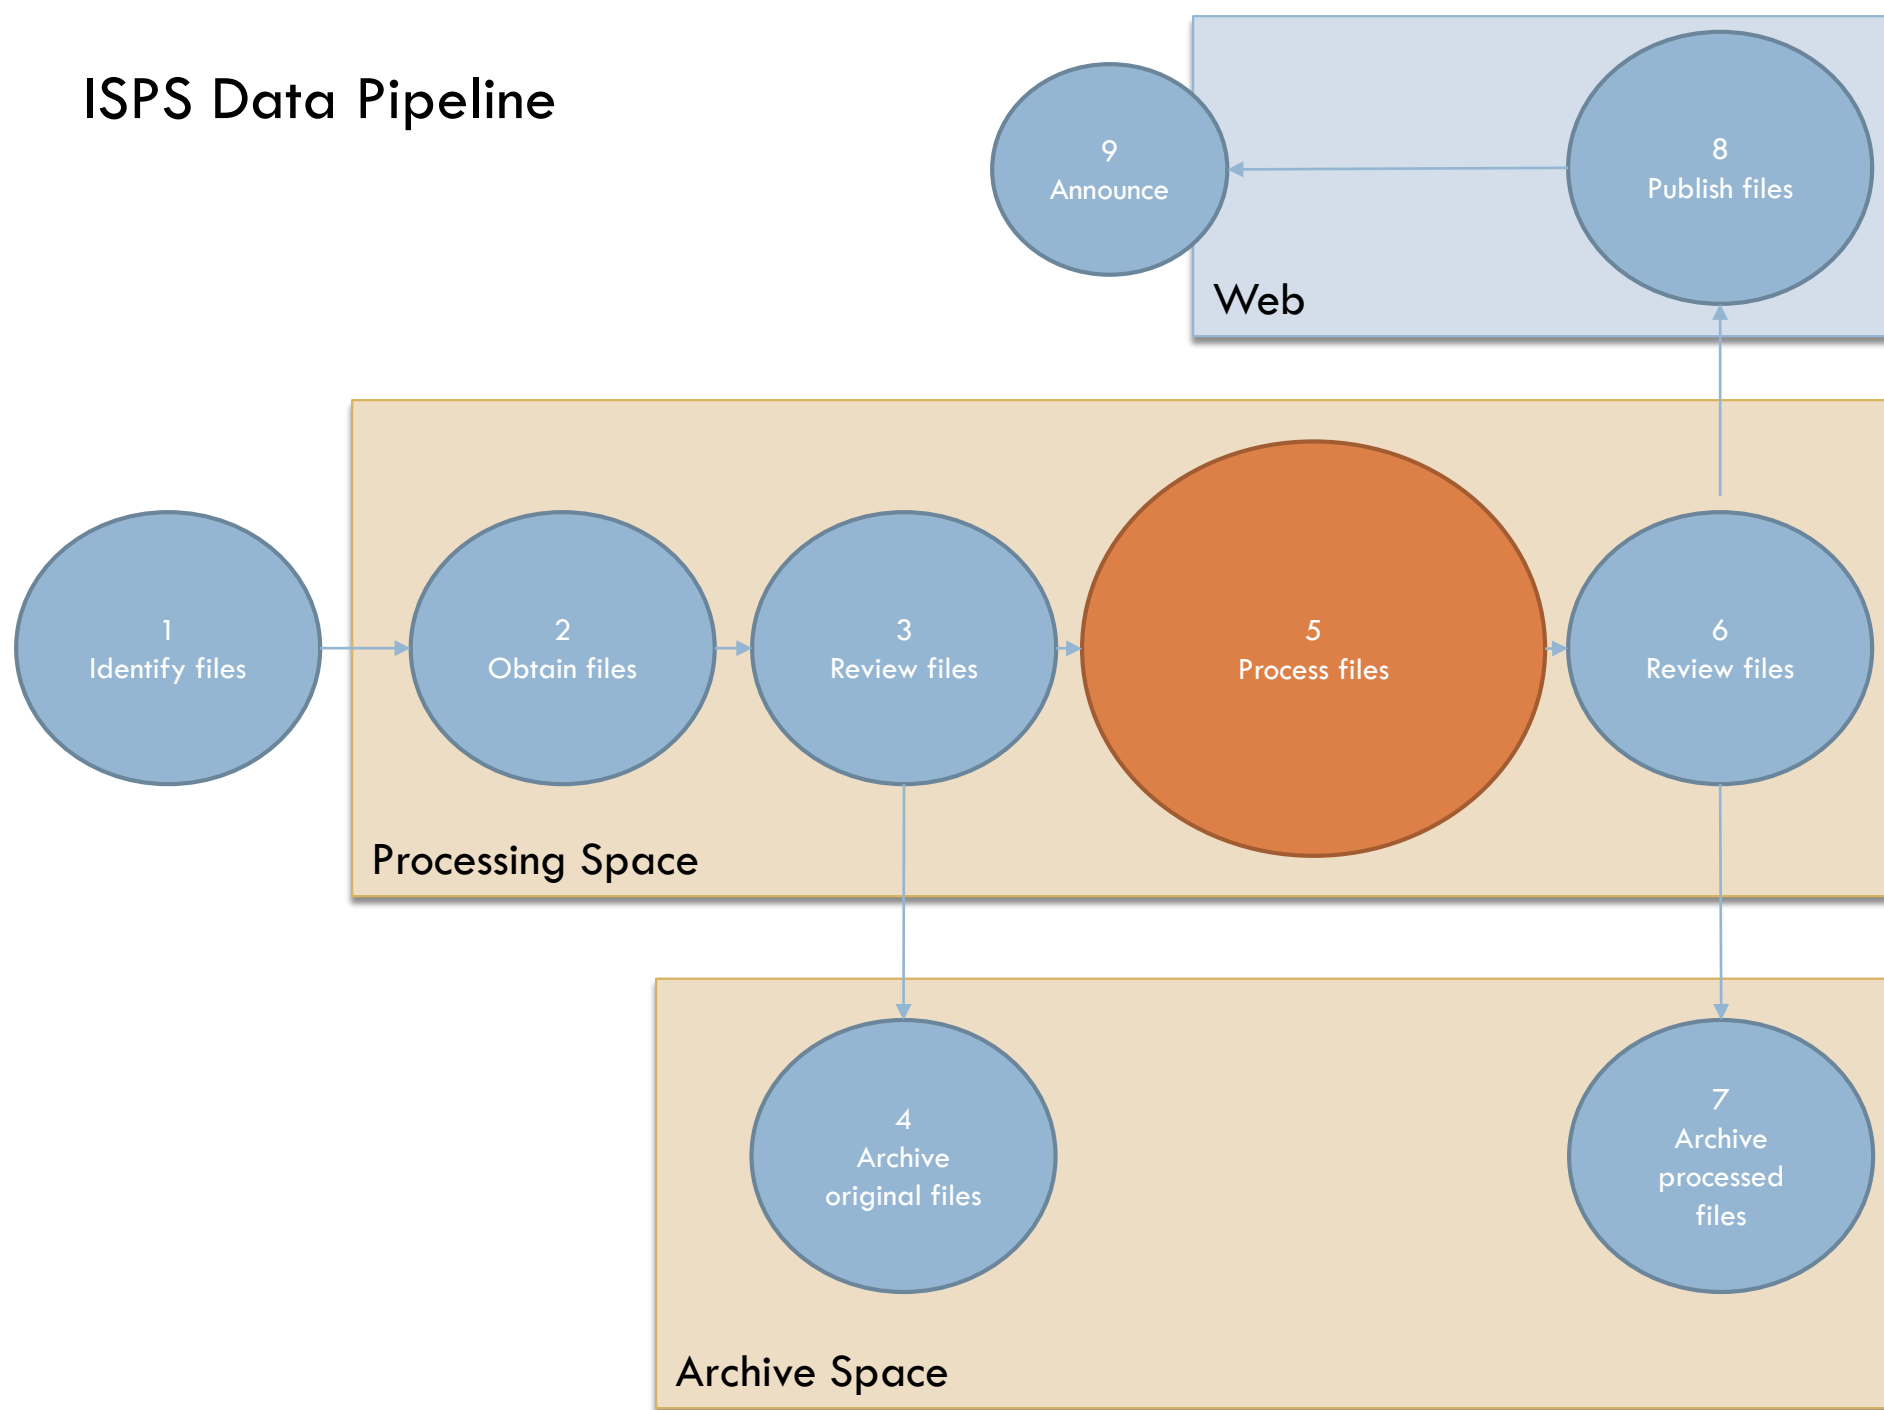 ISPS Data Pipeline
9
Announce
8
Publish files
Web
1
Identify files
2
Obtain files
3
Review files
5
Process files
6
Review files
Processing Space
4
Archive
original files
7
Archive
processed
files
Archive Space